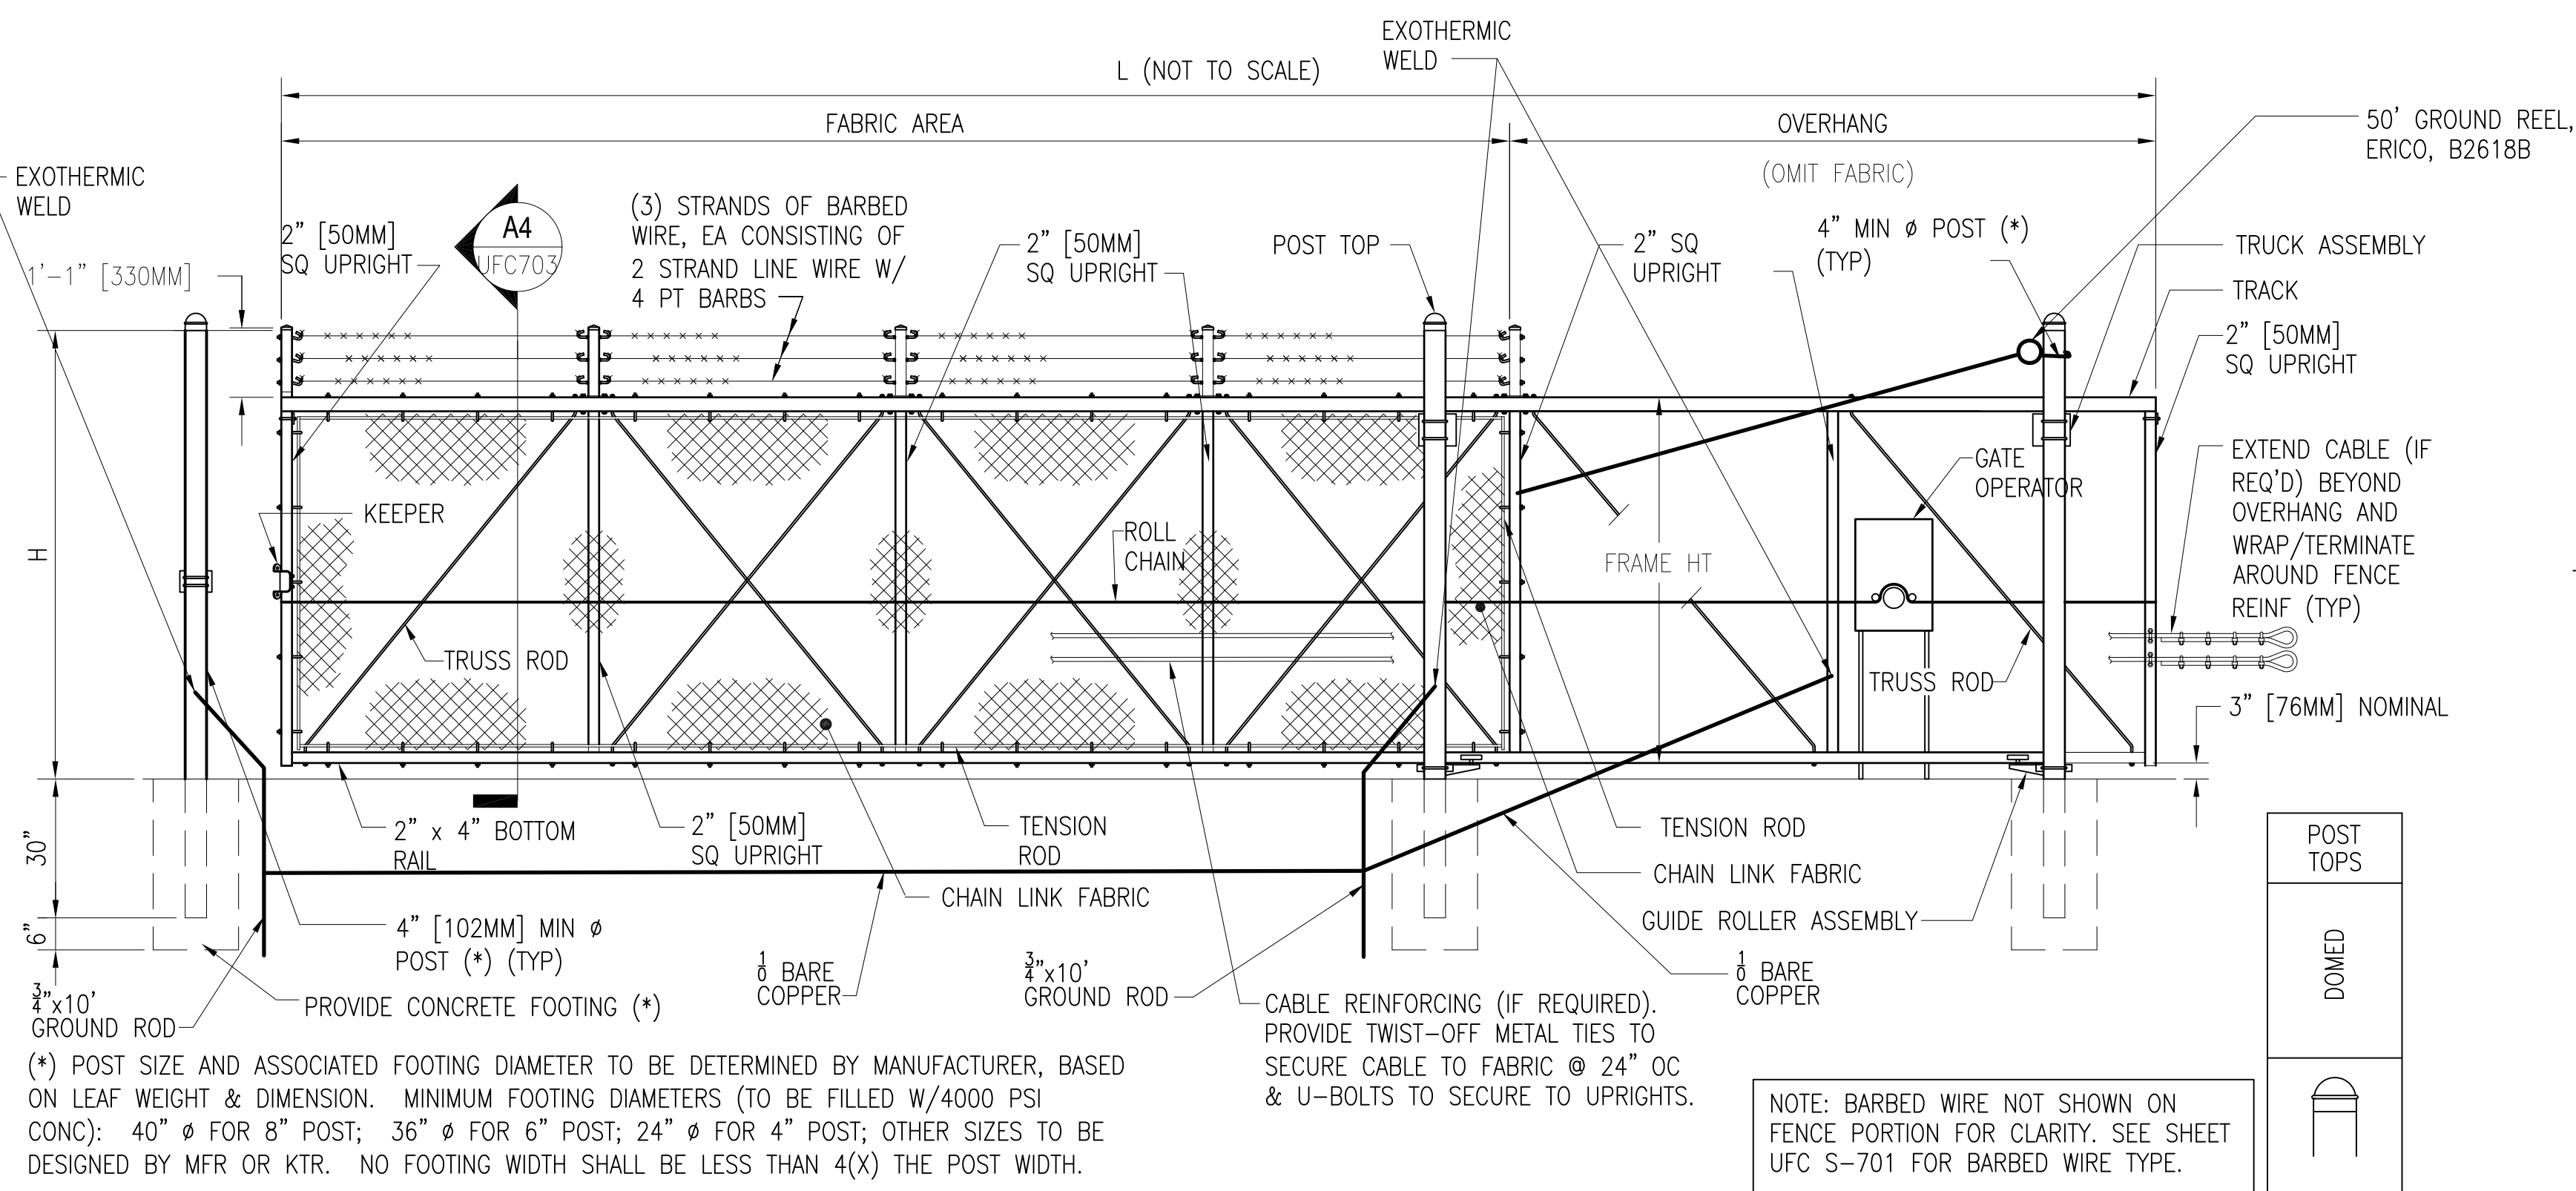 EXOTHERMIC
WELD
L (NOT TO SCALE)
FABRIC AREA
OVERHANG
(OMIT FABRIC)
50' GROUND REEL,
ERICO, B2618B
EXOTHERMIC
WELD
1'-1" [330MM]
2" [50MM]
SQ UPRIGHT
A4
UFC703
(3) STRANDS OF BARBED
WIRE, EA CONSISTING OF
2 STRAND LINE WIRE W/
4 PT BARBS
2" [50MM]
SQ UPRIGHT
POST TOP
2" SQ
UPRIGHT
4" MIN ø POST (*)
(TYP)
TRUCK ASSEMBLY
TRACK
2" [50MM]
SQ UPRIGHT
GATE
OPERATOR
EXTEND CABLE (IF
REQ'D) BEYOND
OVERHANG AND
WRAP/TERMINATE
AROUND FENCE
REINF (TYP)
KEEPER
ROLL
CHAIN
H
FRAME HT
TRUSS ROD
TRUSS ROD
3" [76MM] NOMINAL
30"
6"
2" x 4" BOTTOM
RAIL
2" [50MM]
SQ UPRIGHT
TENSION
ROD
TENSION ROD
CHAIN LINK FABRIC
CHAIN LINK FABRIC
GUIDE ROLLER ASSEMBLY
4" [102MM] MIN ø
POST (*) (TYP)
1/0 BARE
COPPER
3/4"x10'
GROUND ROD
1/0 BARE
COPPER
3/4"x10'
GROUND ROD
PROVIDE CONCRETE FOOTING (*)
CABLE REINFORCING (IF REQUIRED).
PROVIDE TWIST-OFF METAL TIES TO
SECURE CABLE TO FABRIC @ 24" OC
& U-BOLTS TO SECURE TO UPRIGHTS.
(*) POST SIZE AND ASSOCIATED FOOTING DIAMETER TO BE DETERMINED BY MANUFACTURER, BASED
ON LEAF WEIGHT & DIMENSION. MINIMUM FOOTING DIAMETERS (TO BE FILLED W/4000 PSI
CONC): 40" ø FOR 8" POST; 36" ø FOR 6" POST; 24" ø FOR 4" POST; OTHER SIZES TO BE
DESIGNED BY MFR OR KTR. NO FOOTING WIDTH SHALL BE LESS THAN 4(X) THE POST WIDTH.
NOTE: BARBED WIRE NOT SHOWN ON
FENCE PORTION FOR CLARITY. SEE SHEET
UFC S-701 FOR BARBED WIRE TYPE.
POST
TOPS
DOMED